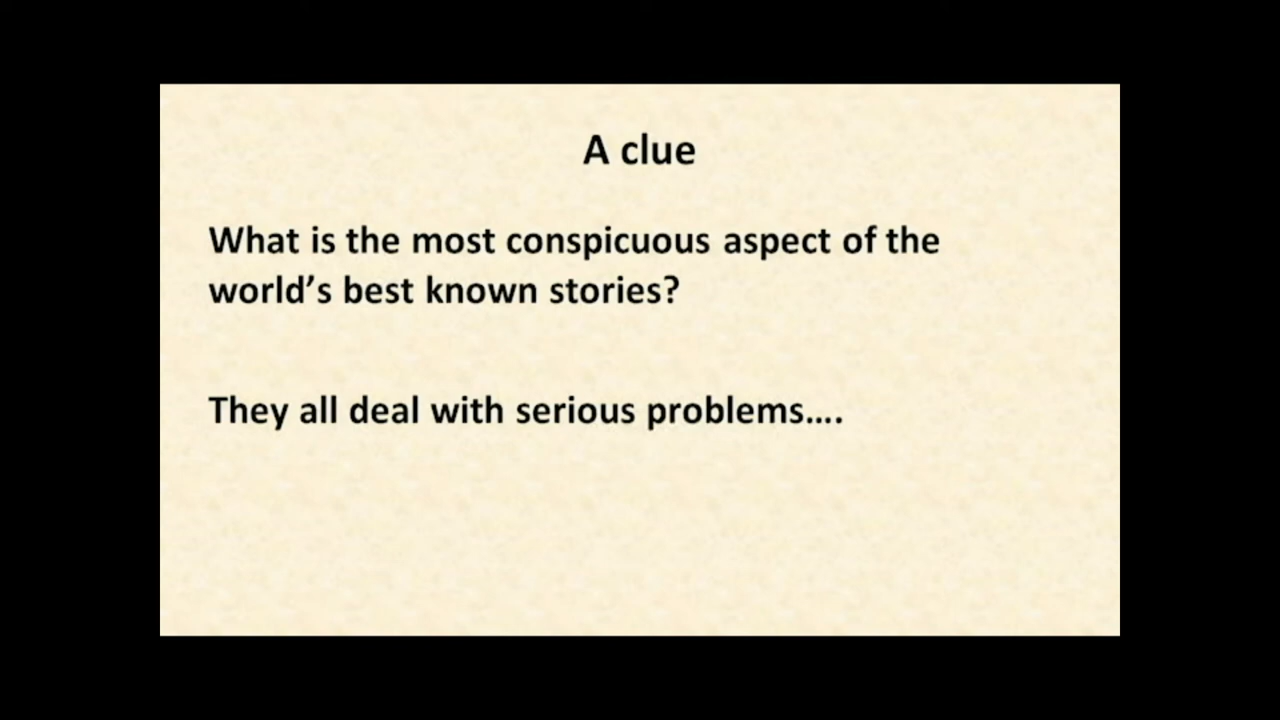 A clue
What is the most conspicuous aspect of the
world’s best known stories?
They all deal with serious problems….